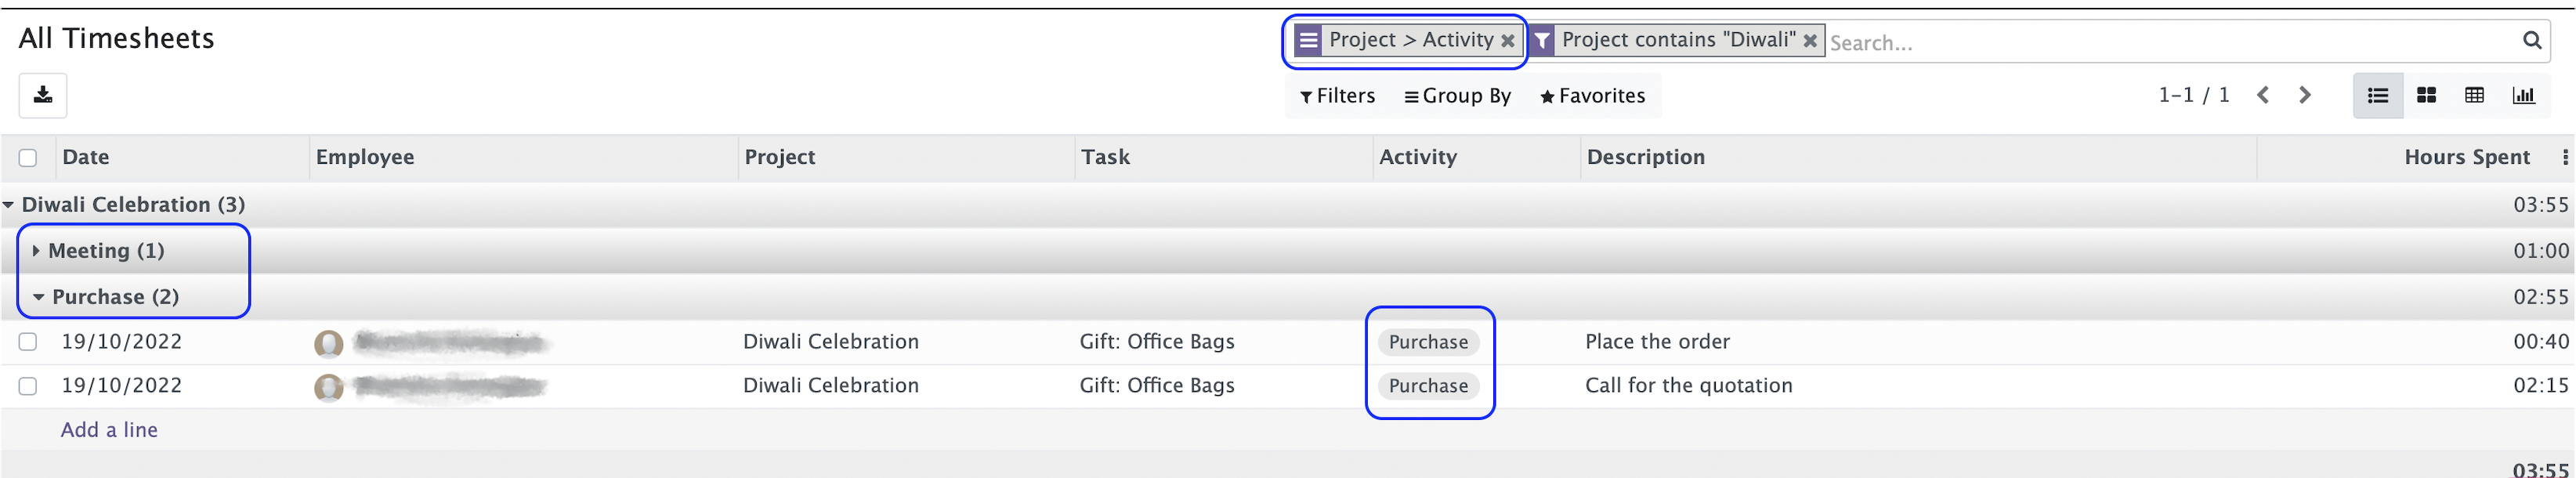 All Timesheets
Project > Activity Project contains "Diwali" Search...
Filters Group By Favorites 1-1 / 1
Date Employee Project Task Activity Description Hours Spent
Diwali Celebration (3) 03:55
Meeting (1) 01:00
Purchase (2) 02:55
19/10/2022 Diwali Celebration Gift: Office Bags Purchase Place the order 00:40
19/10/2022 Diwali Celebration Gift: Office Bags Purchase Call for the quotation 02:15
Add a line
03:55